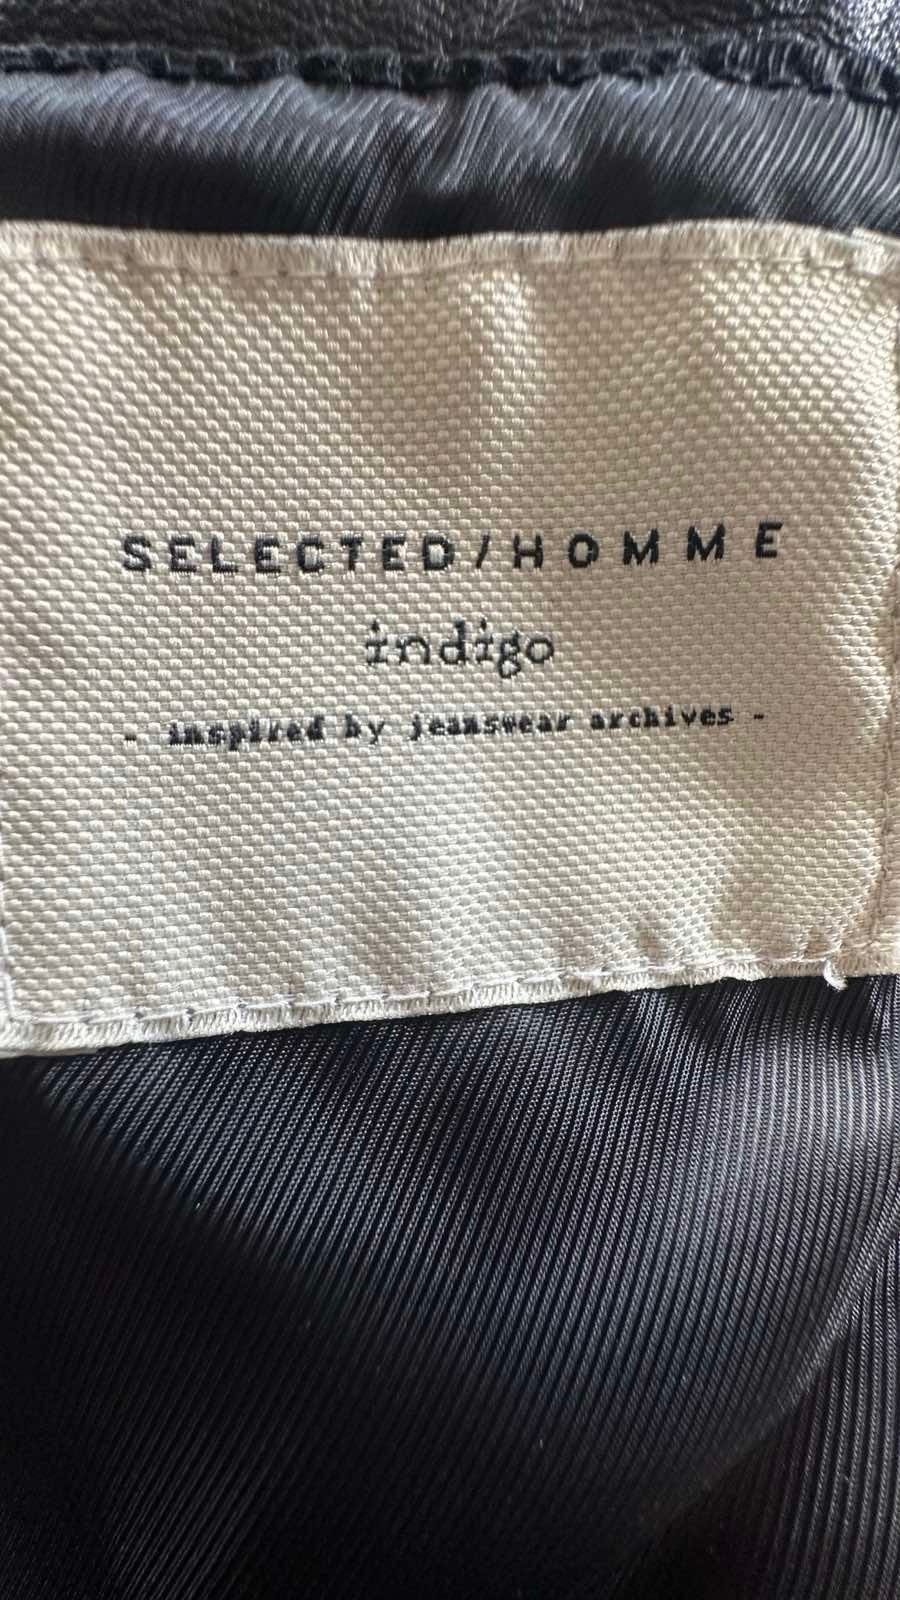 SELECTED/HOMME
indigo
- inspired by jeanswear archives -